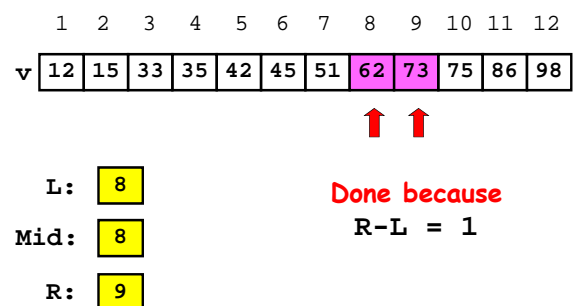 1 2 3 4 5 6 7 8 9 10 11 12
v 12 15 33 35 42 45 51 62 73 75 86 98
L: 8
Done because
Mid: 8
R-L = 1
R: 9